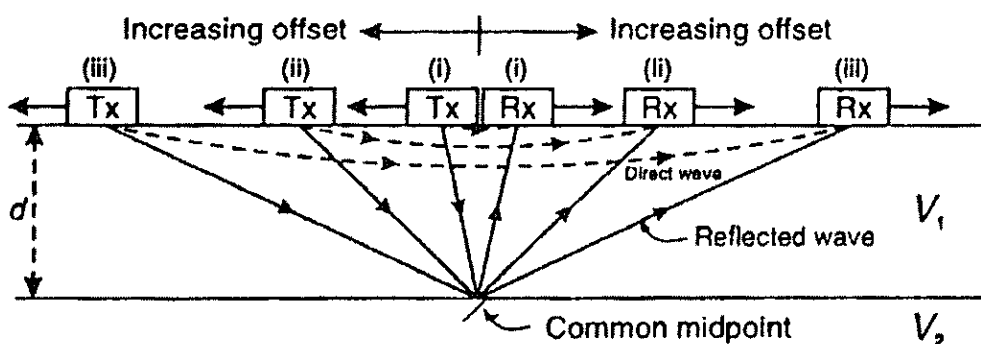 Increasing offset Increasing offset
(iii) (ii) (i) (i) (ii) (iii)
Tx Tx Tx Rx Rx Rx
Direct wave
d
V₁
Reflected wave
Common midpoint
V₂